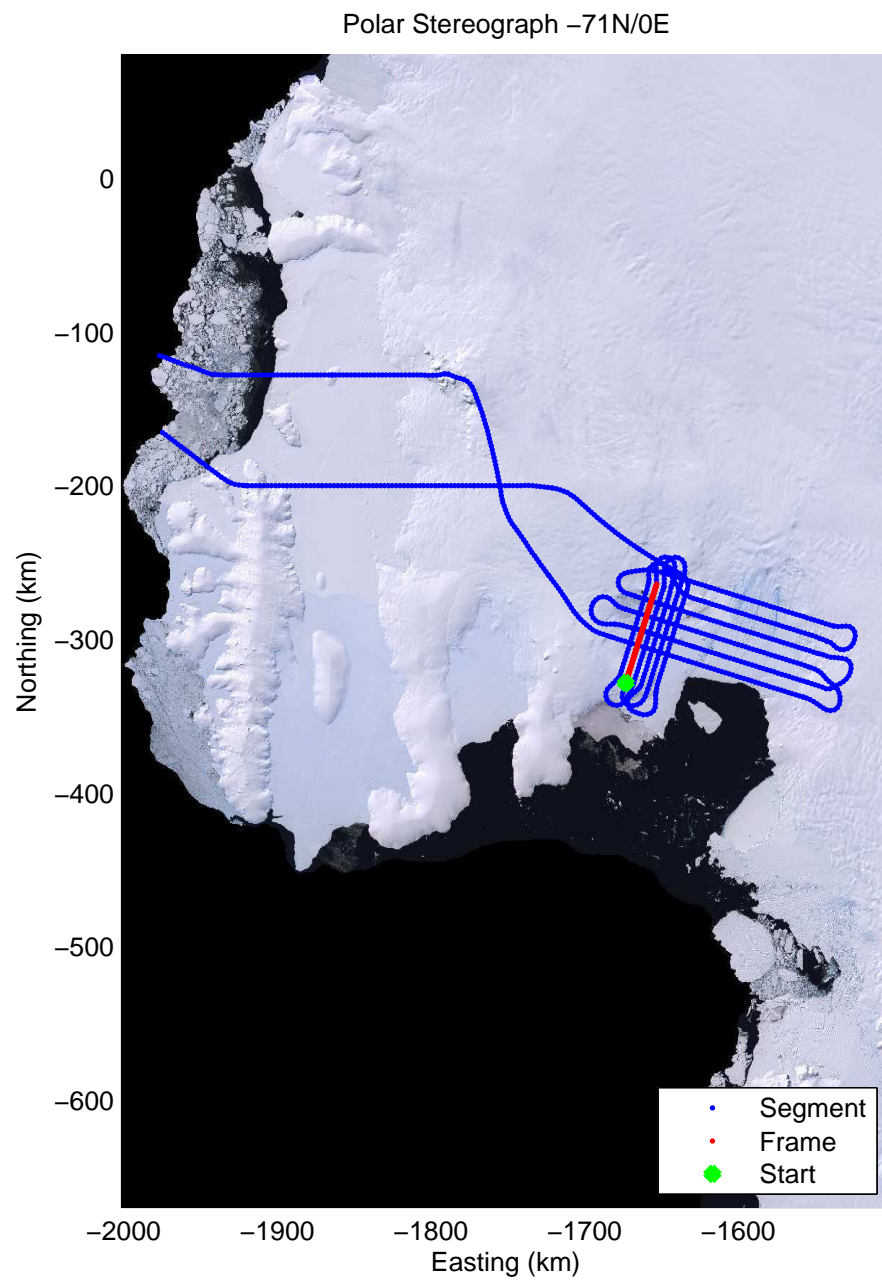 Polar Stereograph −71N/0E
0
−100
−200
−300
−400
−500
−600
Northing (km)
Segment
Frame
Start
−2000 −1900 −1800 −1700 −1600
Easting (km)